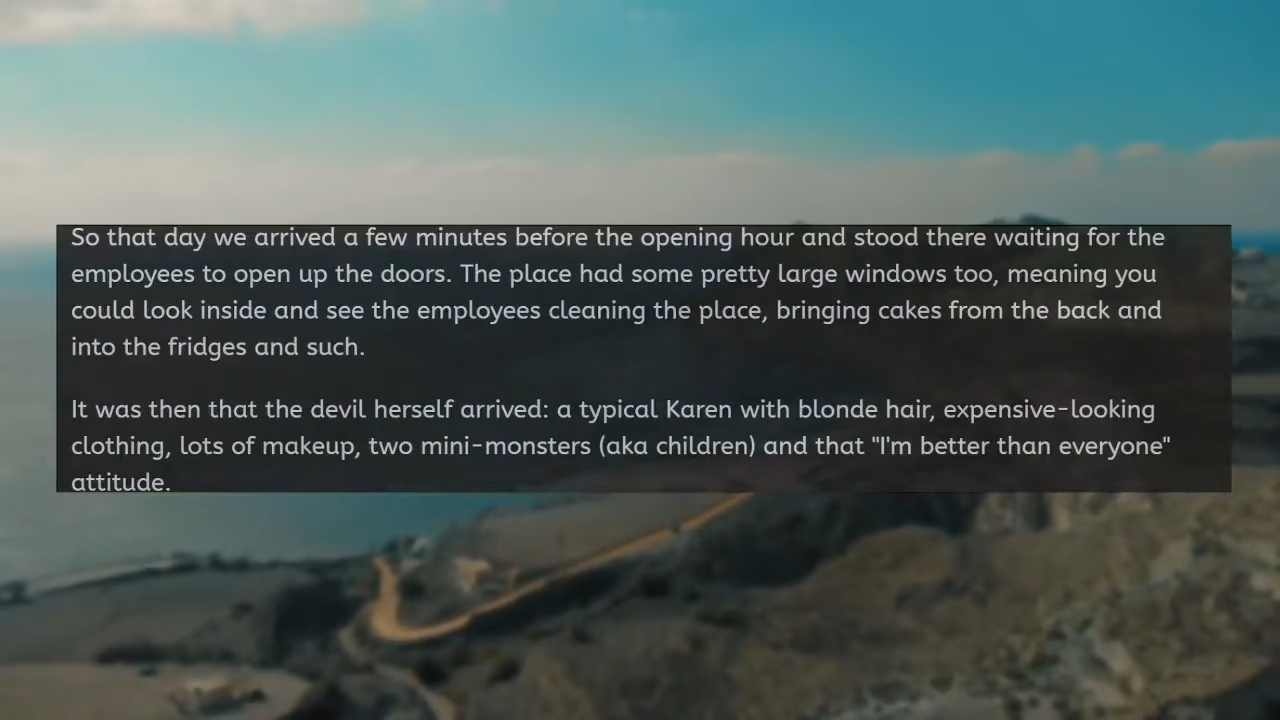 So that day we arrived a few minutes before the opening hour and stood there waiting for the
employees to open up the doors. The place had some pretty large windows too, meaning you
could look inside and see the employees cleaning the place, bringing cakes from the back and
into the fridges and such.
It was then that the devil herself arrived: a typical Karen with blonde hair, expensive-looking
clothing, lots of makeup, two mini-monsters (aka children) and that "I'm better than everyone"
attitude.